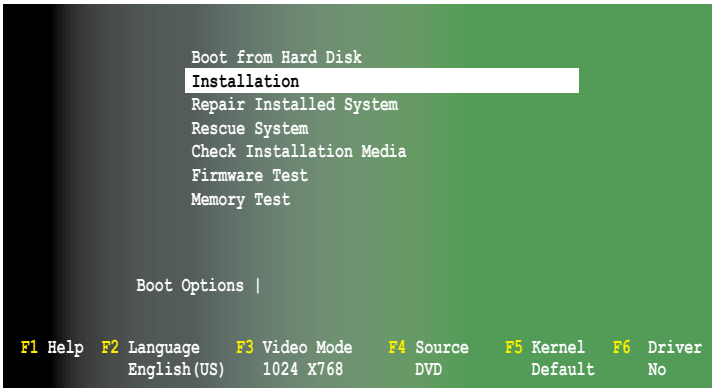 Boot from Hard Disk
Installation
Repair Installed System
Rescue System
Check Installation Media
Firmware Test
Memory Test
Boot Options |
F1 Help F2 Language F3 Video Mode F4 Source F5 Kernel F6 Driver
English(US) 1024 X768 DVD Default No